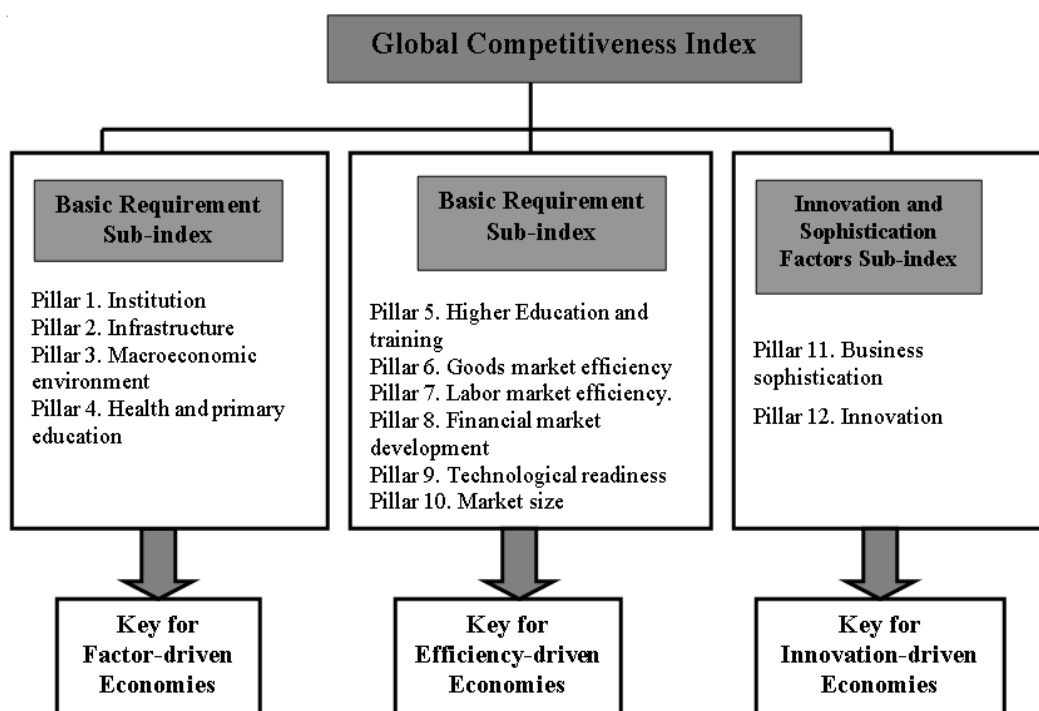 Global Competitiveness Index
Basic Requirement
Sub-index
Pillar 1. Institution
Pillar 2. Infrastructure
Pillar 3. Macroeconomic
environment
Pillar 4. Health and primary
education
Key for
Factor-driven
Economies
Basic Requirement
Sub-index
Pillar 5. Higher Education and
training
Pillar 6. Goods market efficiency
Pillar 7. Labor market efficiency.
Pillar 8. Financial market
development
Pillar 9. Technological readiness
Pillar 10. Market size
Key for
Efficiency-driven
Economies
Innovation and
Sophistication
Factors Sub-index
Pillar 11. Business
sophistication
Pillar 12. Innovation
Key for
Innovation-driven
Economies